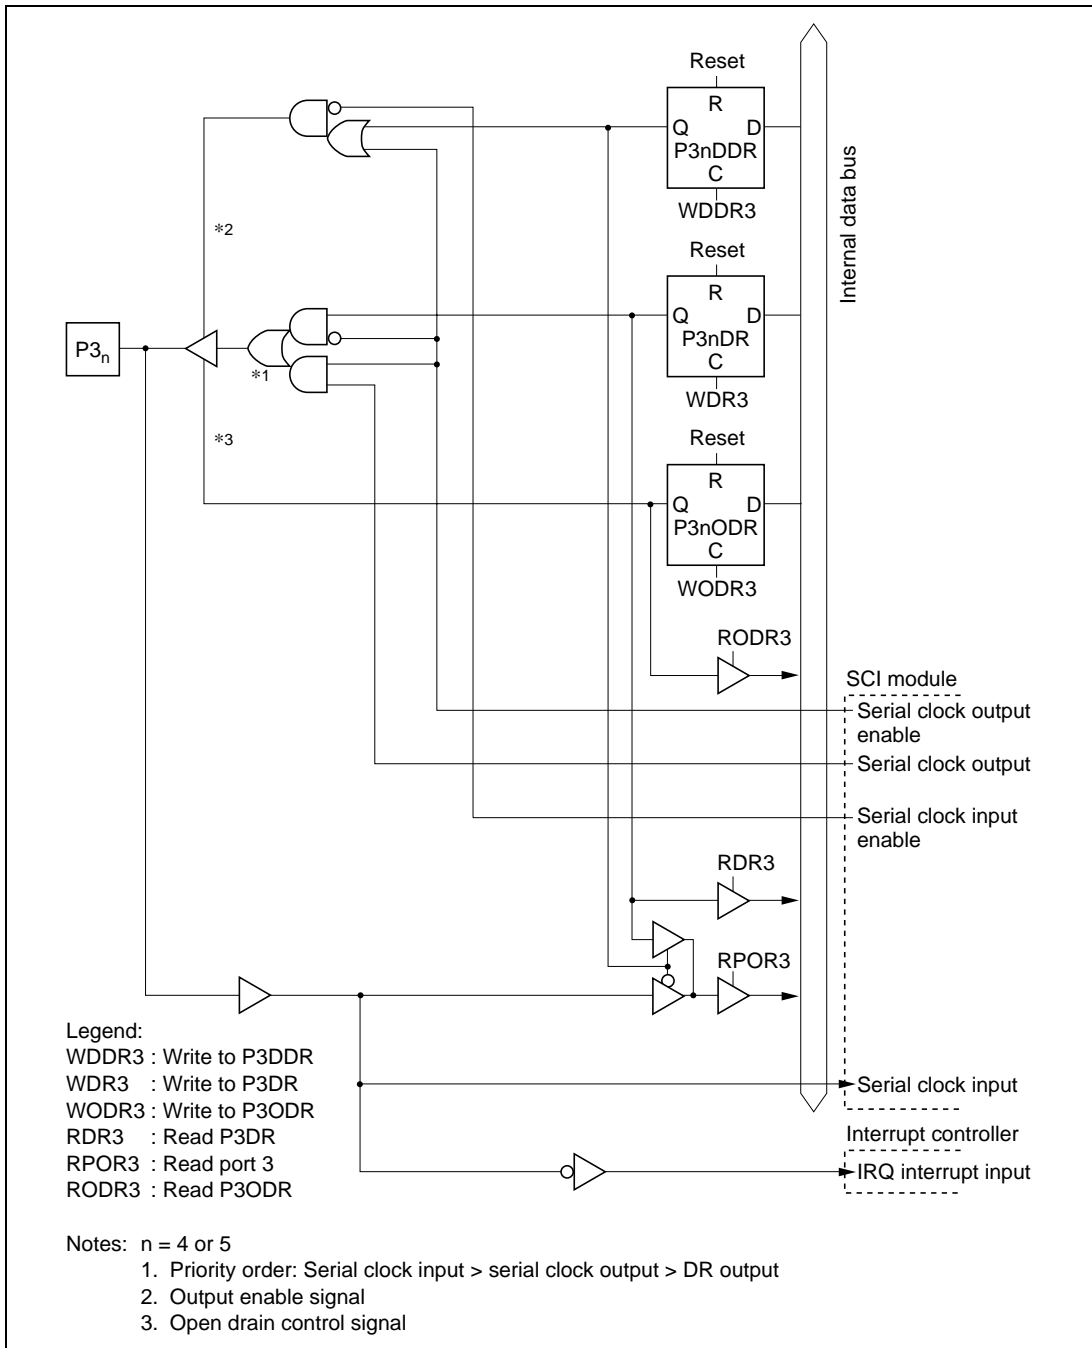 Reset
R
Q D
P3nDDR
C
WDDR3
Internal data bus
*2
Reset
R
Q D
P3nDR
C
WDR3
P3n
*1
*3
Reset
R
Q D
P3nODR
C
WODR3
RODR3
SCI module
Serial clock output
enable
Serial clock output
Serial clock input
enable
RDR3
RPOR3
Serial clock input
Interrupt controller
IRQ interrupt input
Legend:
WDDR3 : Write to P3DDR
WDR3 : Write to P3DR
WODR3 : Write to P3ODR
RDR3 : Read P3DR
RPOR3 : Read port 3
RODR3 : Read P3ODR
Notes: n = 4 or 5
1. Priority order: Serial clock input > serial clock output > DR output
2. Output enable signal
3. Open drain control signal